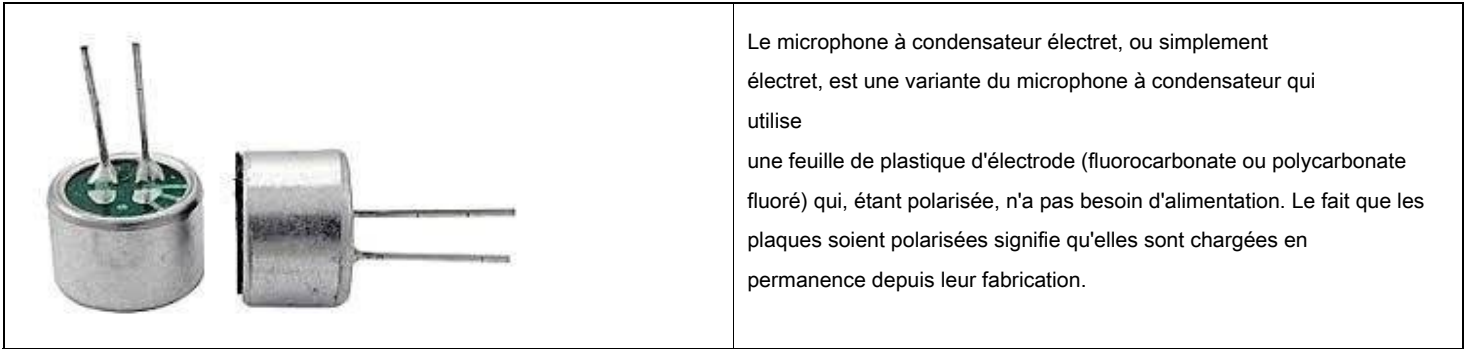 Le microphone à condensateur électret, ou simplement
électret, est une variante du microphone à condensateur qui
utilise
une feuille de plastique d'électrode (fluorocarbonate ou polycarbonate
fluoré) qui, étant polarisée, n'a pas besoin d'alimentation. Le fait que les
plaques soient polarisées signifie qu'elles sont chargées en
permanence depuis leur fabrication.